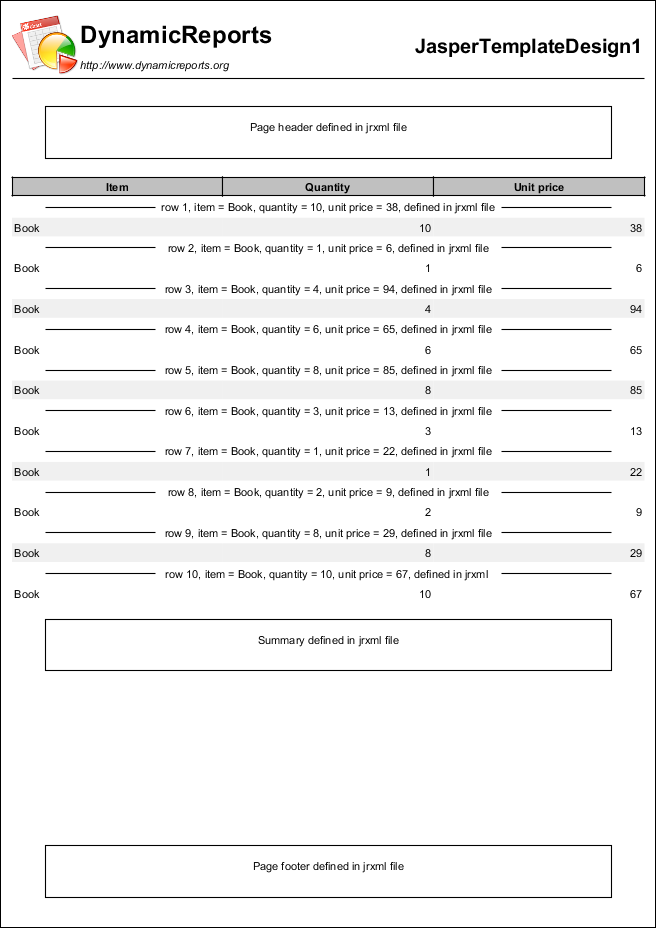 DynamicReports
http://www.dynamicreports.org
JasperTemplateDesign1
Page header defined in jrxml file
Item Quantity Unit price
row 1, item = Book, quantity = 10, unit price = 38, defined in jrxml file
Book 10 38
row 2, item = Book, quantity = 1, unit price = 6, defined in jrxml file
Book 1 6
row 3, item = Book, quantity = 4, unit price = 94, defined in jrxml file
Book 4 94
row 4, item = Book, quantity = 6, unit price = 65, defined in jrxml file
Book 6 65
row 5, item = Book, quantity = 8, unit price = 85, defined in jrxml file
Book 8 85
row 6, item = Book, quantity = 3, unit price = 13, defined in jrxml file
Book 3 13
row 7, item = Book, quantity = 1, unit price = 22, defined in jrxml file
Book 1 22
row 8, item = Book, quantity = 2, unit price = 9, defined in jrxml file
Book 2 9
row 9, item = Book, quantity = 8, unit price = 29, defined in jrxml file
Book 8 29
row 10, item = Book, quantity = 10, unit price = 67, defined in jrxml
Book 10 67
Summary defined in jrxml file
Page footer defined in jrxml file